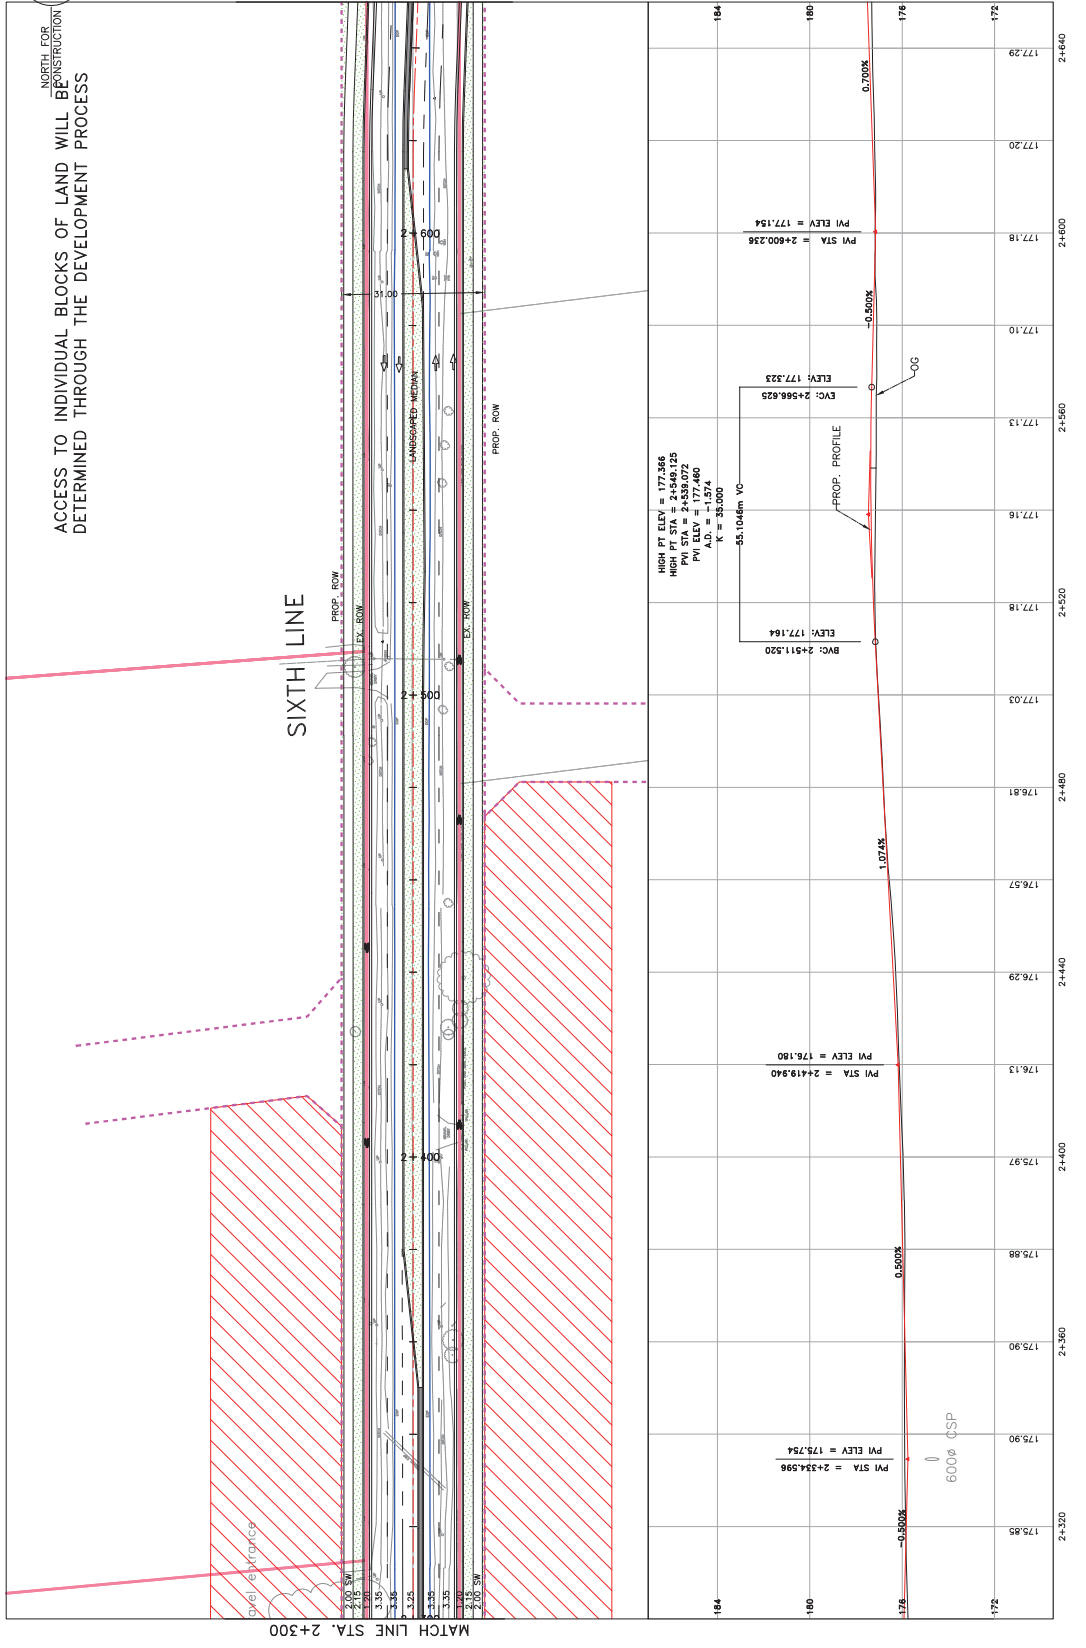 NORTH FOR
CONSTRUCTION
ACCESS TO INDIVIDUAL BLOCKS OF LAND WILL BE
DETERMINED THROUGH THE DEVELOPMENT PROCESS
SIXTH LINE
PROP. ROW
EX. ROW
EX. ROW
PROP. ROW
LANDSCAPED MEDIAN
31.00
2+600
2+500
2+400
MATCH LINE STA. 2+300
2.00 SW
2.15
1.20
3.35
3.35
3.25
3.35
3.35
1.20
2.15
2.00 SW
HIGH PT ELEV = 177.366
HIGH PT STA = 2+549.125
PVI STA = 2+539.072
PVI ELEV = 177.460
A.D. = -1.574
K = 35.000
55.1046m VC
BVC: 2+511.520
ELEV: 177.164
EVC: 2+566.625
ELEV: 177.323
PVI STA = 2+334.596
PVI ELEV = 175.754
PVI STA = 2+419.940
PVI ELEV = 176.180
PVI STA = 2+600.236
PVI ELEV = 177.154
PROP. PROFILE
OG
600ø CSP
-0.500%
0.500%
1.074%
-0.500%
0.700%
184
180
176
172
184
180
176
172
175.85
175.90
175.90
175.88
175.97
176.13
176.29
176.57
176.81
177.03
177.18
177.16
177.13
177.10
177.18
177.20
177.29
2+320
2+360
2+400
2+440
2+480
2+520
2+560
2+600
2+640